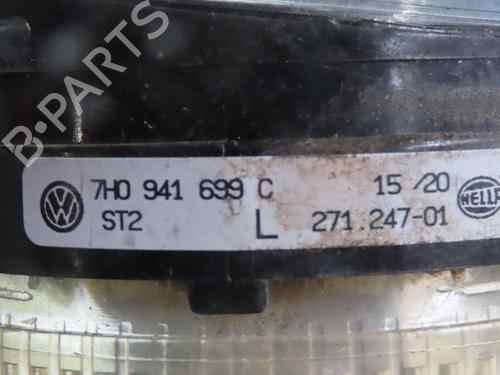 B-PARTS
7H0 941 699 C 15/20
ST2 L 271.247-01
HELLA